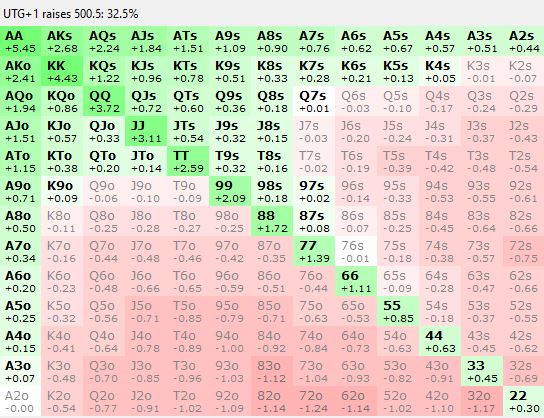 UTG+1 raises 500.5: 32.5%
AA AKs AQs AJs ATs A9s A8s A7s A6s A5s A4s A3s A2s
+5.45 +2.68 +2.24 +1.84 +1.51 +1.09 +0.90 +0.76 +0.62 +0.67 +0.57 +0.51 +0.44
AKo KK KQs KJs KTs K9s K8s K7s K6s K5s K4s K3s K2s
+2.41 +4.43 +1.22 +0.96 +0.78 +0.51 +0.33 +0.28 +0.21 +0.13 +0.05 -0.01 -0.07
AQo KQo QQ QJs QTs Q9s Q8s Q7s Q6s Q5s Q4s Q3s Q2s
+1.94 +0.86 +3.72 +0.72 +0.60 +0.36 +0.18 +0.01 -0.03 -0.10 -0.17 -0.24 -0.29
AJo KJo QJo JJ JTs J9s J8s J7s J6s J5s J4s J3s J2s
+1.51 +0.57 +0.33 +3.11 +0.54 +0.32 +0.15 -0.03 -0.20 -0.24 -0.31 -0.37 -0.43
ATo KTo QTo JTo TT T9s T8s T7s T6s T5s T4s T3s T2s
+1.15 +0.38 +0.20 +0.14 +2.59 +0.32 +0.16 -0.02 -0.19 -0.39 -0.42 -0.48 -0.54
A9o K9o Q9o J9o T9o 99 98s 97s 96s 95s 94s 93s 92s
+0.71 +0.09 -0.06 -0.10 -0.09 +2.09 +0.18 +0.02 -0.14 -0.33 -0.53 -0.55 -0.61
A8o K8o Q8o J8o T8o 98o 88 87s 86s 85s 84s 83s 82s
+0.50 -0.11 -0.25 -0.28 -0.27 -0.25 +1.72 +0.08 -0.07 -0.25 -0.45 -0.64 -0.66
A7o K7o Q7o J7o T7o 97o 87o 77 76s 75s 74s 73s 72s
+0.34 -0.16 -0.44 -0.48 -0.47 -0.42 -0.35 +1.39 -0.01 -0.18 -0.38 -0.57 -0.75
A6o K6o Q6o J6o T6o 96o 86o 76o 66 65s 64s 63s 62s
+0.20 -0.23 -0.48 -0.66 -0.65 -0.59 -0.51 -0.44 +1.11 -0.09 -0.28 -0.47 -0.66
A5o K5o Q5o J5o T5o 95o 85o 75o 65o 55 54s 53s 52s
+0.25 -0.32 -0.56 -0.71 -0.85 -0.79 -0.71 -0.63 -0.53 +0.85 -0.18 -0.37 -0.55
A4o K4o Q4o J4o T4o 94o 84o 74o 64o 54o 44 43s 42s
+0.15 -0.41 -0.64 -0.78 -0.89 -1.00 -0.92 -0.84 -0.73 -0.63 +0.63 -0.45 -0.62
A3o K3o Q3o J3o T3o 93o 83o 73o 63o 53o 43o 33 32s
+0.07 -0.48 -0.70 -0.85 -0.96 -1.03 -1.12 -1.04 -0.93 -0.82 -0.91 +0.45 -0.69
A2o K2o Q2o J2o T2o 92o 82o 72o 62o 52o 42o 32o 22
-0.00 -0.54 -0.77 -0.91 -1.02 -1.09 -1.14 -1.24 -1.14 -1.02 -1.10 -1.17 +0.38